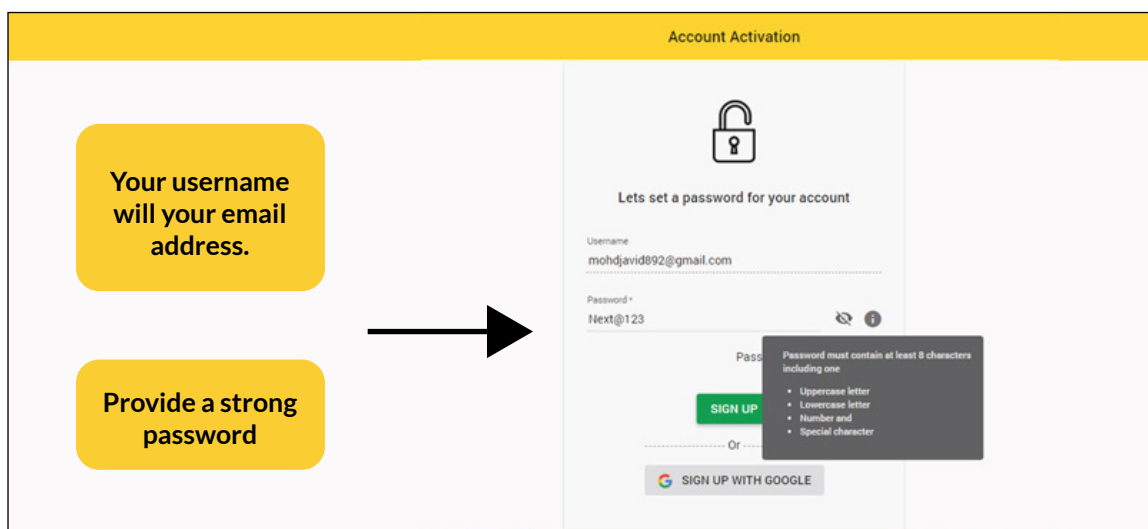 Account Activation
Your username
will your email
address.
Provide a strong
password
Lets set a password for your account
Username
mohdjavid892@gmail.com
Password *
Next@123
Pass
Password must contain at least 8 characters
including one
• Uppercase letter
• Lowercase letter
• Number and
• Special character
SIGN UP
Or
SIGN UP WITH GOOGLE